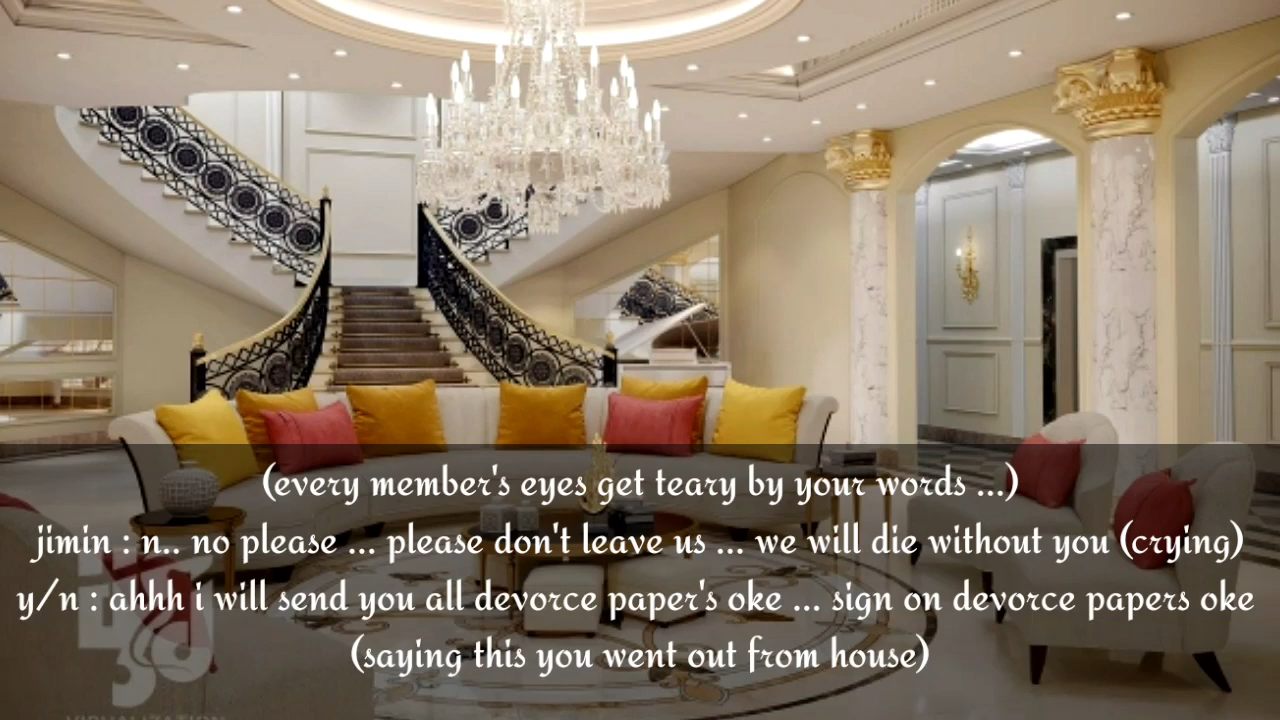 (every member's eyes get teary by your words ...)
jimin : n.. no please ... please don't leave us ... we will die without you (crying)
y/n : ahhh i will send you all devorce paper's oke ... sign on devorce papers oke
(saying this you went out from house)
VISUALIZATION